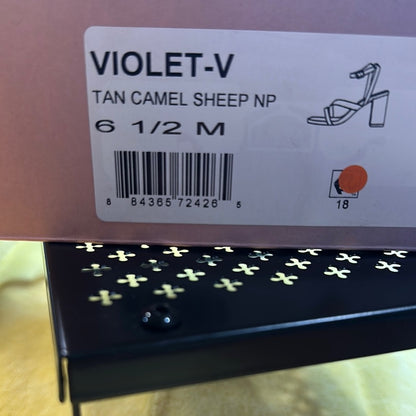 VIOLET-V
TAN CAMEL SHEEP NP
6 1/2 M
8 84365 72426 5
18